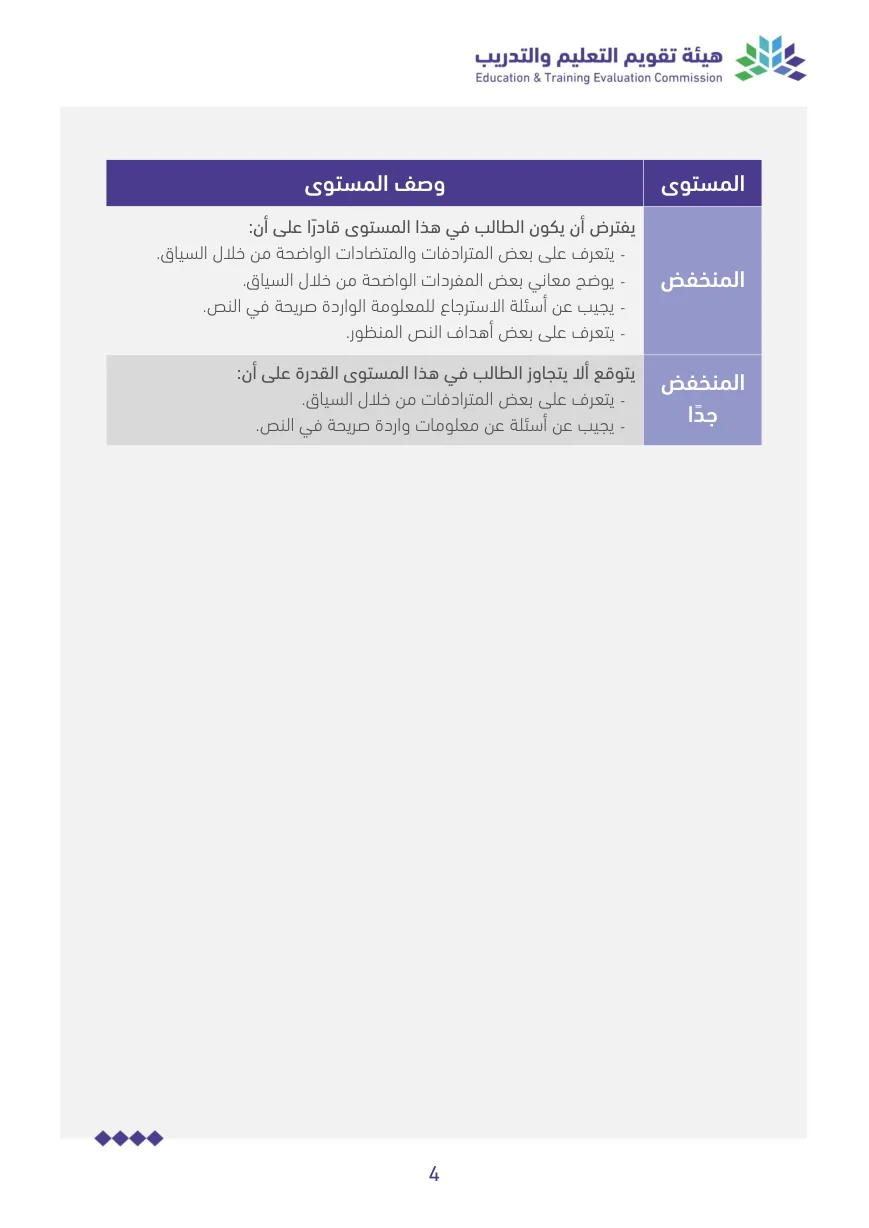 هيئة تقويم التعليم والتدريب
Education & Training Evaluation Commission
المستوى
وصف المستوى
المنخفض
يفترض أن يكون الطالب في هذا المستوى قادرًا على أن:
- يتعرف على بعض المترادفات والمتضادات الواضحة من خلال السياق.
- يوضح معاني بعض المفردات الواضحة من خلال السياق.
- يجيب عن أسئلة الاسترجاع للمعلومة الواردة صريحة في النص.
- يتعرف على بعض أهداف النص المنظور.
المنخفض
جدًا
يتوقع ألا يتجاوز الطالب في هذا المستوى القدرة على أن:
- يتعرف على بعض المترادفات من خلال السياق.
- يجيب عن أسئلة عن معلومات واردة صريحة في النص.
4